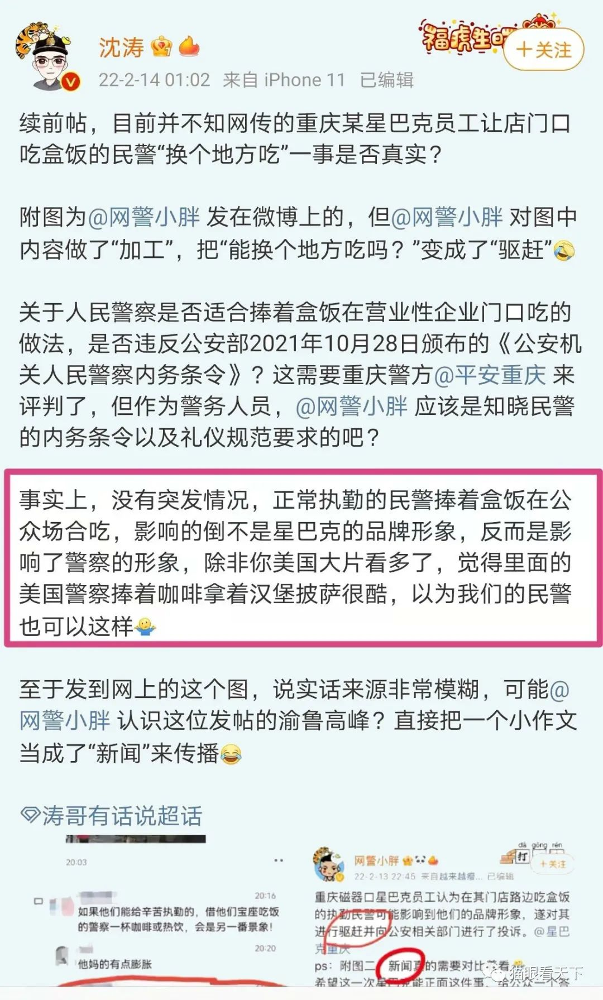 沈涛
福虎生
+关注
22-2-14 01:02 来自 iPhone 11 已编辑
续前帖，目前并不知网传的重庆某星巴克员工让店门口
吃盒饭的民警“换个地方吃”一事是否真实？
附图为@网警小胖 发在微博上的，但@网警小胖 对图中
内容做了“加工”，把“能换个地方吃吗？”变成了“驱赶”
关于人民警察是否适合捧着盒饭在营业性企业门口吃的
做法，是否违反公安部2021年10月28日颁布的《公安机
关人民警察内务条令》？这需要重庆警方@平安重庆 来
评判了，但作为警务人员，@网警小胖 应该是知晓民警
的内务条令以及礼仪规范要求的吧？
事实上，没有突发情况，正常执勤的民警捧着盒饭在公
众场合吃，影响的倒不是星巴克的品牌形象，反而是影
响了警察的形象，除非你美国大片看多了，觉得里面的
美国警察捧着咖啡拿着汉堡披萨很酷，以为我们的民警
也可以这样
至于发到网上的这个图，说实话来源非常模糊，可能@
网警小胖 认识这位发帖的渝鲁高峰？直接把一个小作文
当成了“新闻”来传播
涛哥有话说超话
20:03
20:16
如果他们能给辛苦执勤的，借他们宝座吃饭
的警察一杯咖啡或热饮，会是另一番景象！
20:20
他妈的有点膨胀
dǎ gōng rén
打
网警小胖
+关注
22-2-13 22:45 来自越来越瘦... 已编辑
重庆磁器口星巴克员工认为在其门店路边吃盒饭
的执勤民警可能影响到他们的品牌形象，遂对其
进行驱赶并向公安相关部门进行了投诉。@星巴
克重庆
ps：附图二，新闻真的需要对比着看
希望这一次星巴克能正面这件事，给公众一个答
猫眼看天下